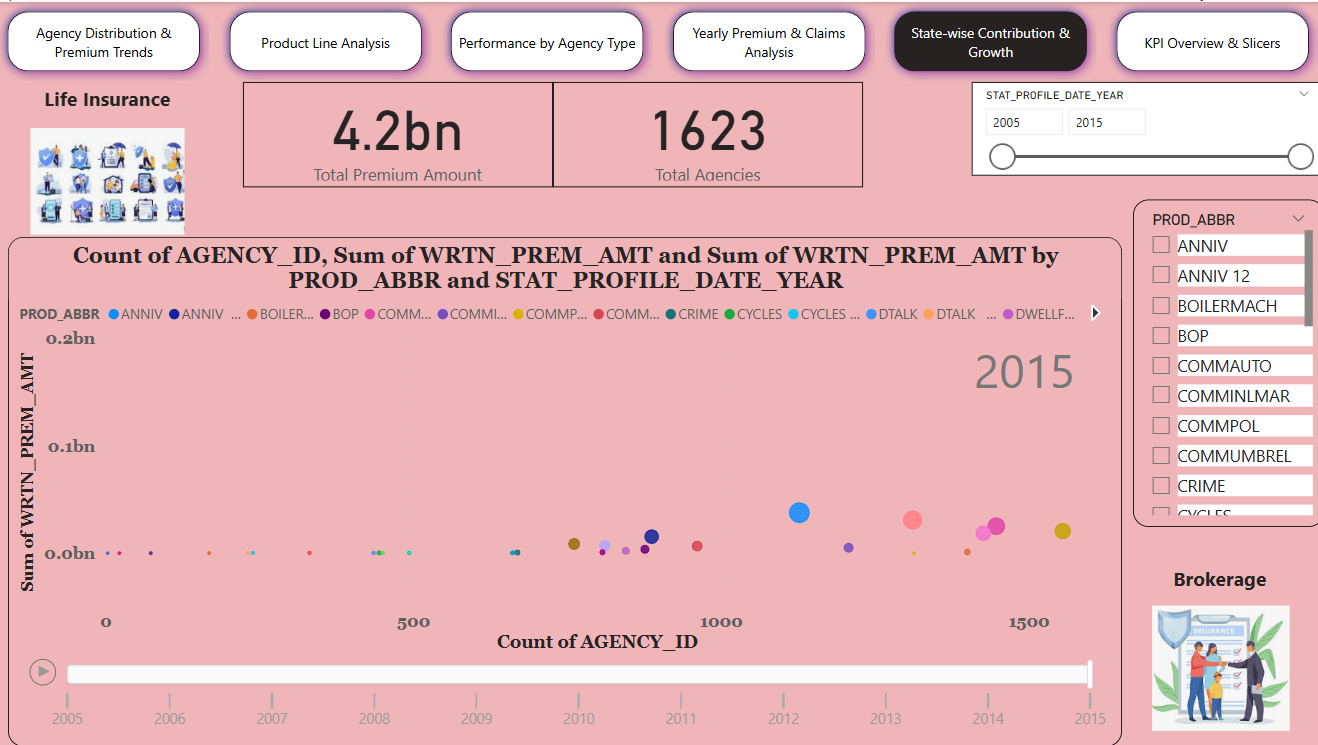 Agency Distribution &
Premium Trends
Product Line Analysis
Performance by Agency Type
Yearly Premium & Claims
Analysis
State-wise Contribution &
Growth
KPI Overview & Slicers
Life Insurance
4.2bn
Total Premium Amount
1623
Total Agencies
STAT_PROFILE_DATE_YEAR
2005
2015
PROD_ABBR
ANNIV
ANNIV 12
BOILERMACH
BOP
COMMAUTO
COMMINLMAR
COMMPOL
COMMUMBREL
CRIME
CYCLES
Count of AGENCY_ID, Sum of WRTN_PREM_AMT and Sum of WRTN_PREM_AMT by
PROD_ABBR and STAT_PROFILE_DATE_YEAR
PROD_ABBR ANNIV ANNIV ... BOILER... BOP COMM... COMMI... COMMP... COMM... CRIME CYCLES CYCLES ... DTALK DTALK ... DWELLF...
Sum of WRTN_PREM_AMT
0.2bn
0.1bn
0.0bn
2015
0 500 1000 1500
Count of AGENCY_ID
2005 2006 2007 2008 2009 2010 2011 2012 2013 2014 2015
Brokerage
INSURANCE